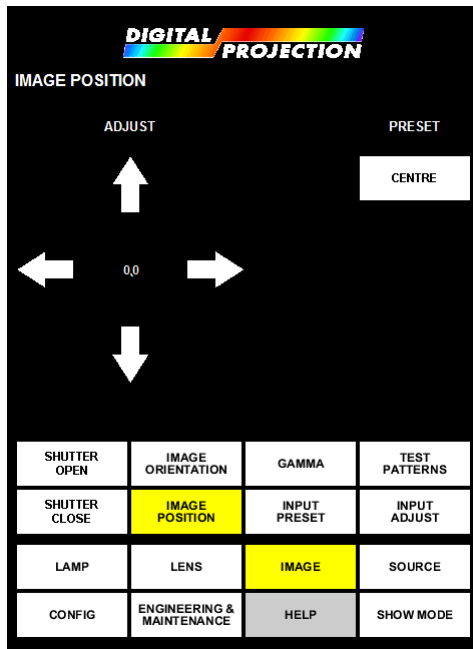 DIGITAL
PROJECTION
IMAGE POSITION
ADJUST
PRESET
CENTRE
0,0
SHUTTER
OPEN
IMAGE
ORIENTATION
GAMMA
TEST
PATTERNS
SHUTTER
CLOSE
IMAGE
POSITION
INPUT
PRESET
INPUT
ADJUST
LAMP
LENS
IMAGE
SOURCE
CONFIG
ENGINEERING &
MAINTENANCE
HELP
SHOW MODE